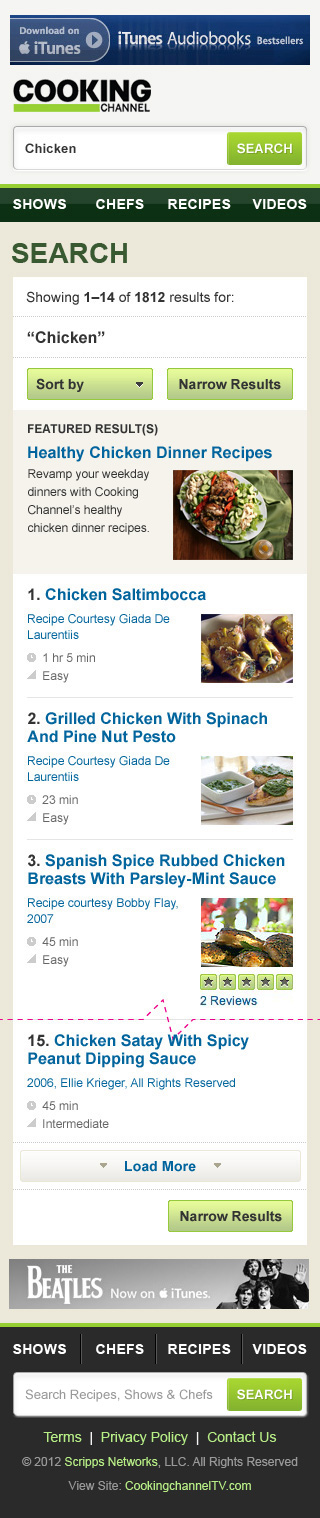 Download on
iTunes
iTunes Audiobooks Bestsellers
COOKING
CHANNEL
Chicken SEARCH
SHOWS CHEFS RECIPES VIDEOS
SEARCH
Showing 1–14 of 1812 results for:
“Chicken”
Sort by Narrow Results
FEATURED RESULT(S)
Healthy Chicken Dinner Recipes
Revamp your weekday
dinners with Cooking
Channel’s healthy
chicken dinner recipes.
1. Chicken Saltimbocca
Recipe Courtesy Giada De
Laurentiis
1 hr 5 min
Easy
2. Grilled Chicken With Spinach
And Pine Nut Pesto
Recipe Courtesy Giada De
Laurentiis
23 min
Easy
3. Spanish Spice Rubbed Chicken
Breasts With Parsley-Mint Sauce
Recipe courtesy Bobby Flay,
2007
45 min
Easy
2 Reviews
15. Chicken Satay With Spicy
Peanut Dipping Sauce
2006, Ellie Krieger, All Rights Reserved
45 min
Intermediate
Load More
Narrow Results
THE
BEATLES Now on iTunes.
SHOWS CHEFS RECIPES VIDEOS
Search Recipes, Shows & Chefs SEARCH
Terms | Privacy Policy | Contact Us
© 2012 Scripps Networks, LLC. All Rights Reserved
View Site: CookingchannelTV.com